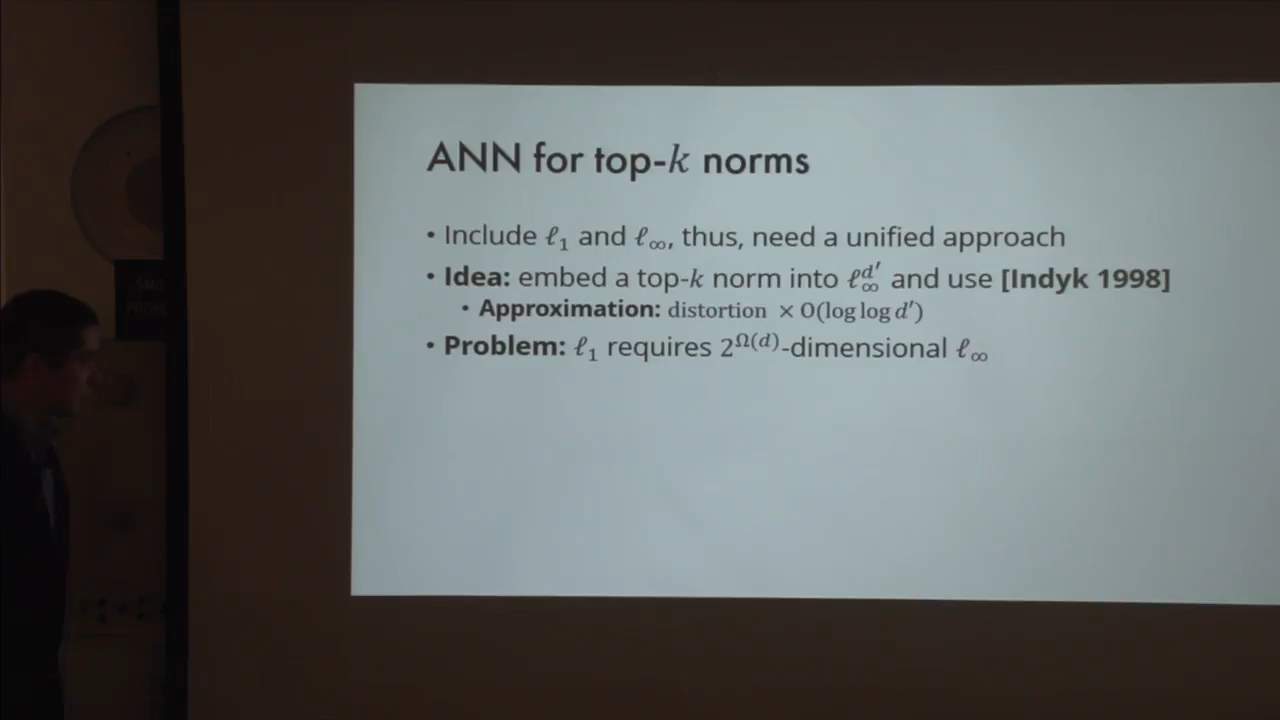 ANN for top-k norms
• Include ℓ₁ and ℓ∞, thus, need a unified approach
• Idea: embed a top-k norm into ℓ∞^d′ and use [Indyk 1998]
• Approximation: distortion × O(log log d′)
• Problem: ℓ₁ requires 2^Ω(d)-dimensional ℓ∞